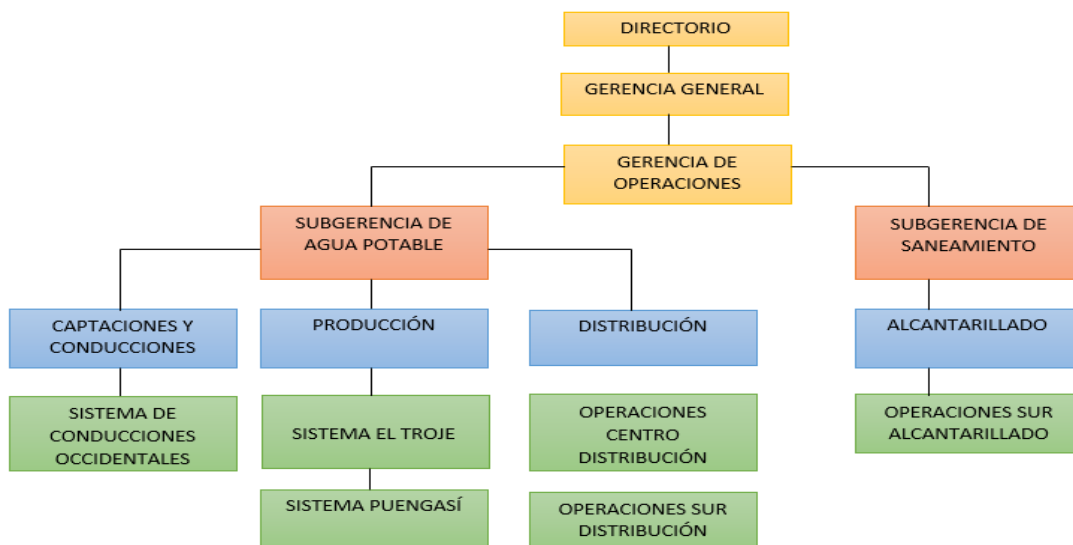 DIRECTORIO
GERENCIA GENERAL
GERENCIA DE
OPERACIONES
SUBGERENCIA DE
AGUA POTABLE
SUBGERENCIA DE
SANEAMIENTO
CAPTACIONES Y
CONDUCCIONES
PRODUCCIÓN
DISTRIBUCIÓN
ALCANTARILLADO
SISTEMA DE
CONDUCCIONES
OCCIDENTALES
SISTEMA EL TROJE
OPERACIONES
CENTRO
DISTRIBUCIÓN
OPERACIONES SUR
ALCANTARILLADO
SISTEMA PUENGASÍ
OPERACIONES SUR
DISTRIBUCIÓN